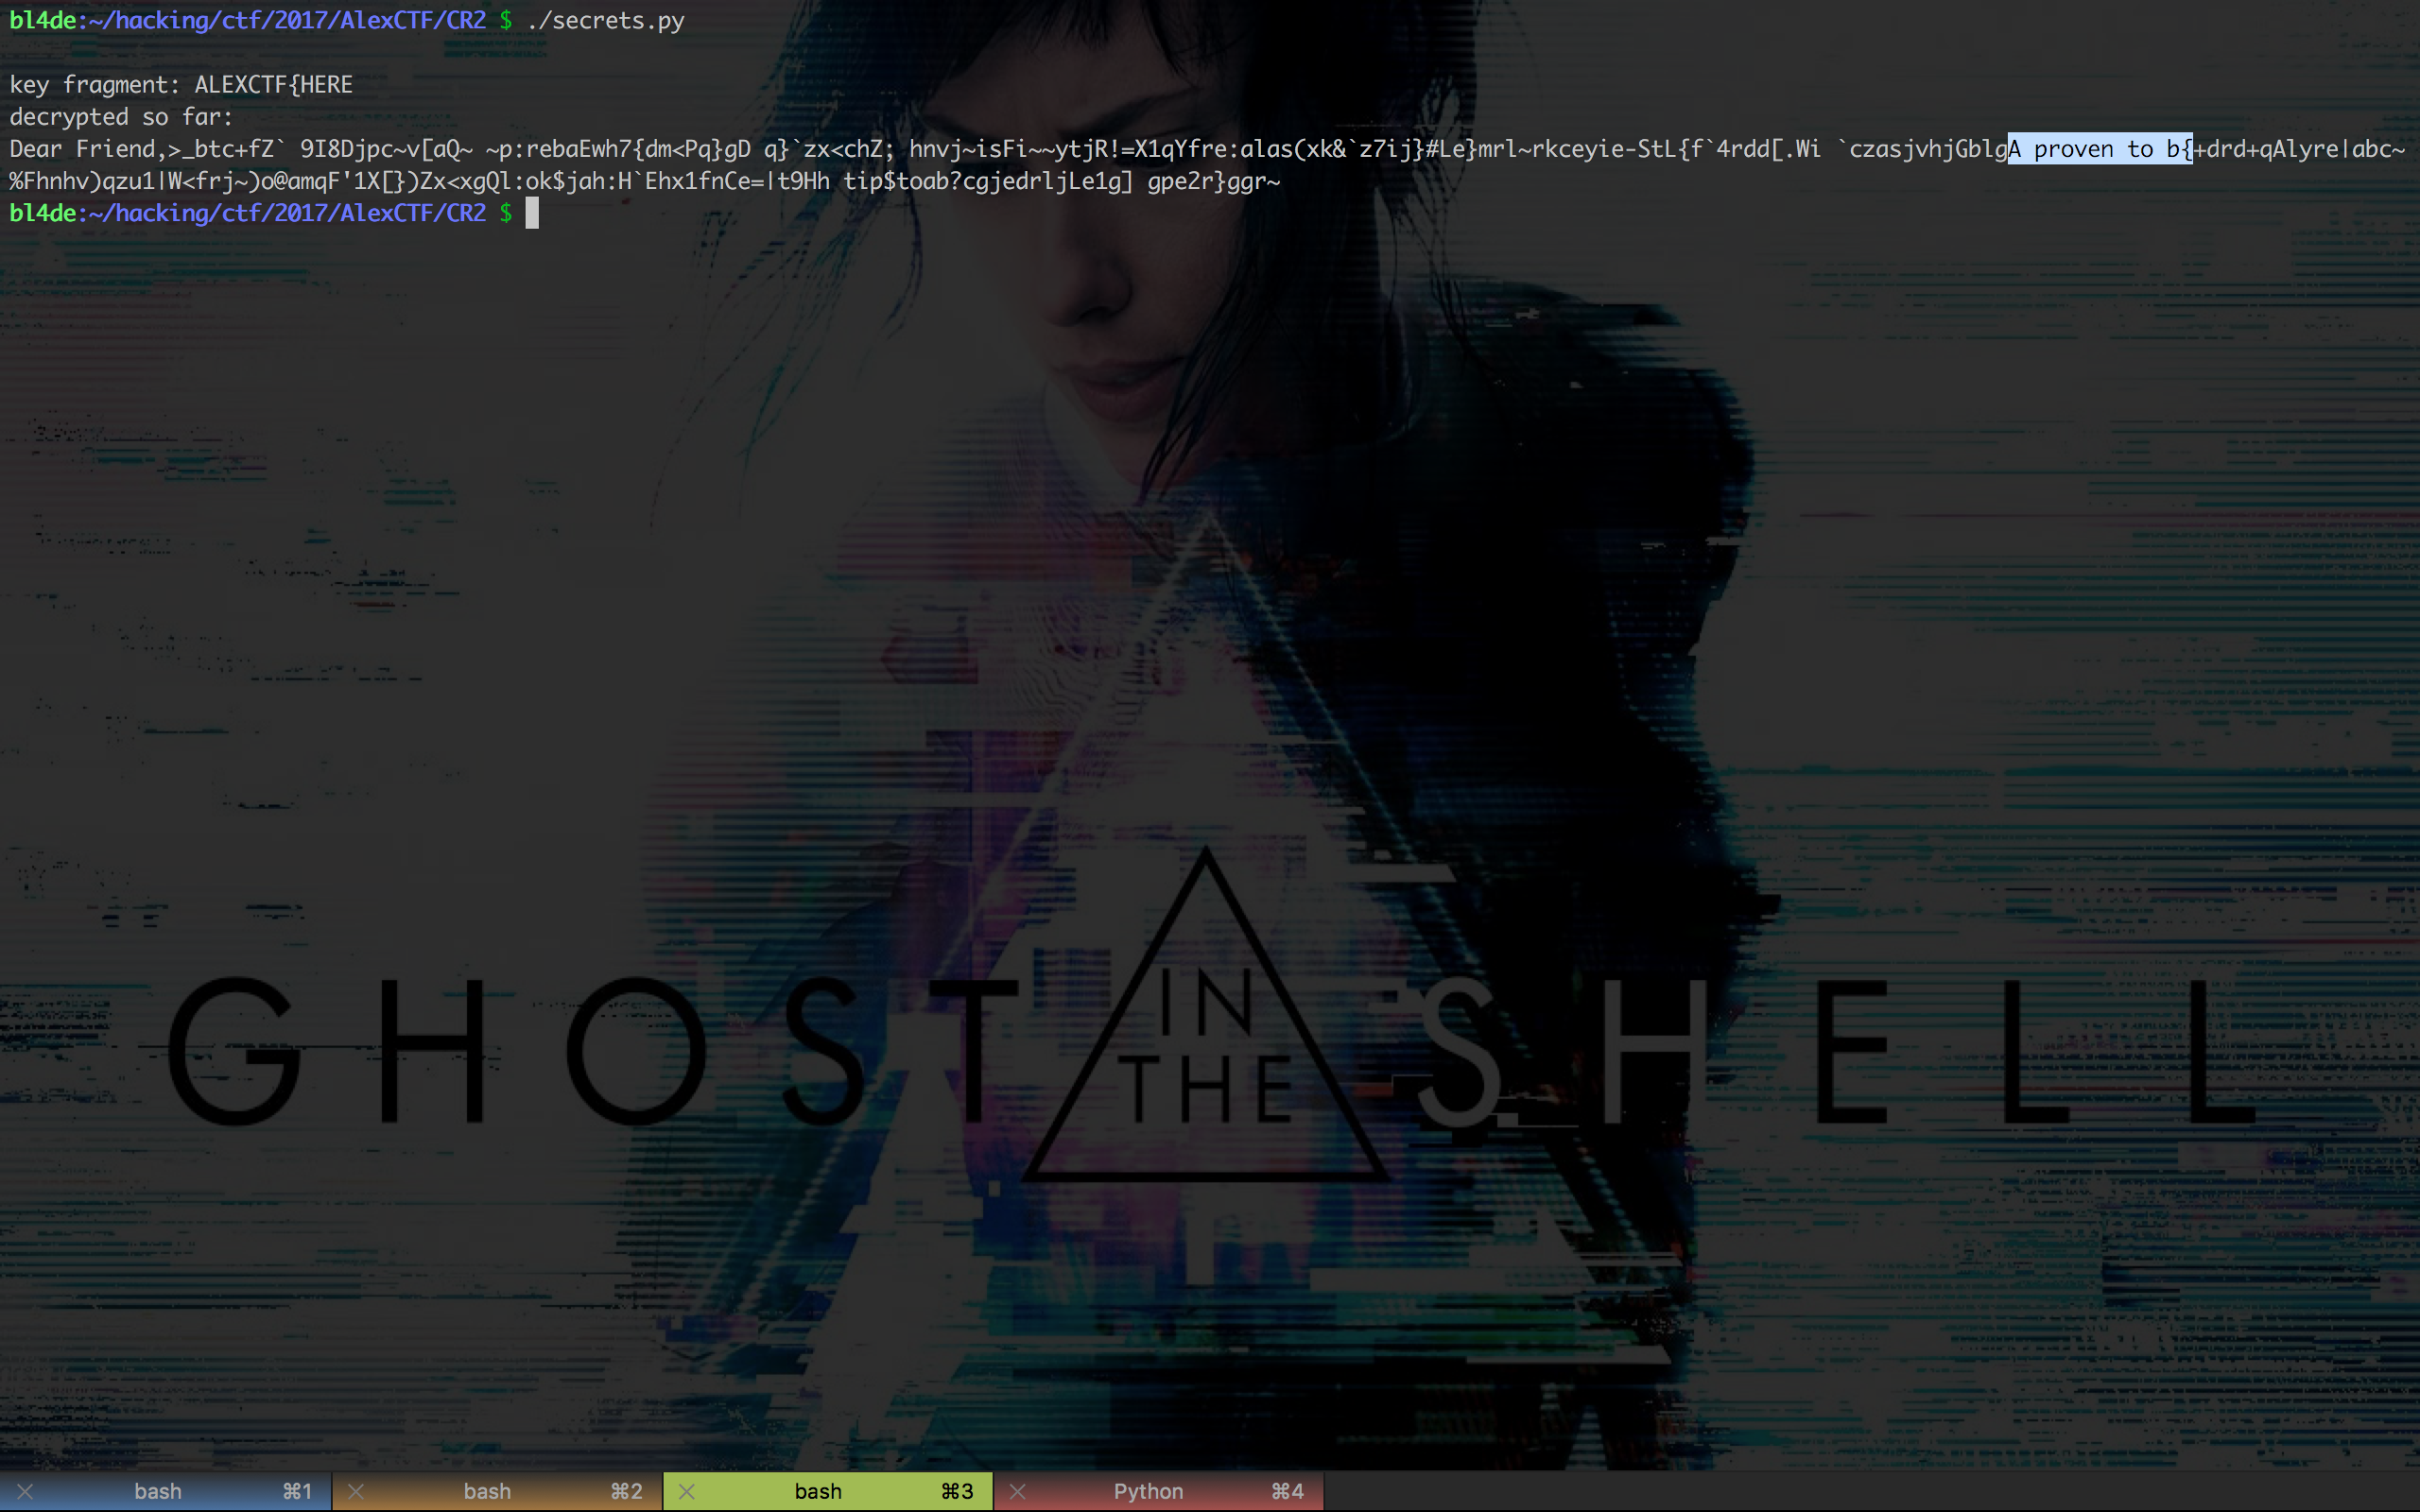 bl4de:~/hacking/ctf/2017/AlexCTF/CR2 $ ./secrets.py
key fragment: ALEXCTF{HERE
decrypted so far:
Dear Friend,>_btc+fZ` 9I8Djpc~v[aQ~ ~p:rebaEwh7{dm<Pq}gD q}`zx<chZ; hnvj~isFi~~ytjR!=X1qYfre:alas(xk&`z7ij}#Le}mrl~rkceyie-StL{f`4rdd[.Wi `czasjvhjGblgA proven to b{+drd+qAlyre|abc~
%Fhnhv)qzu1|W<frj~)o@amqF'1X[})Zx<xgQl:ok$jah:H`Ehx1fnCe=|t9Hh tip$toab?cgjedrljLe1g] gpe2r}ggr~
bl4de:~/hacking/ctf/2017/AlexCTF/CR2 $
GHOST IN THE SHELL
bash ⌘1 bash ⌘2 bash ⌘3 Python ⌘4